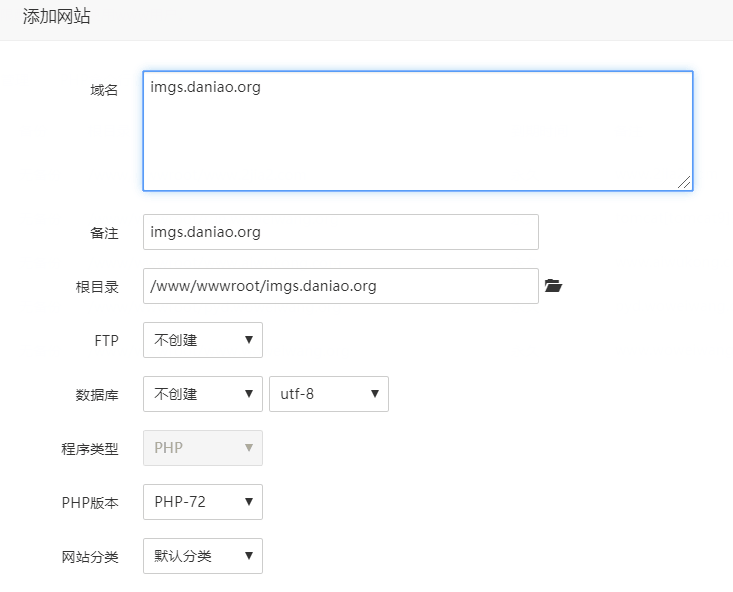 添加网站
域名 imgs.daniao.org
备注 imgs.daniao.org
根目录 /www/wwwroot/imgs.daniao.org
FTP 不创建
数据库 不创建 utf-8
程序类型 PHP
PHP版本 PHP-72
网站分类 默认分类